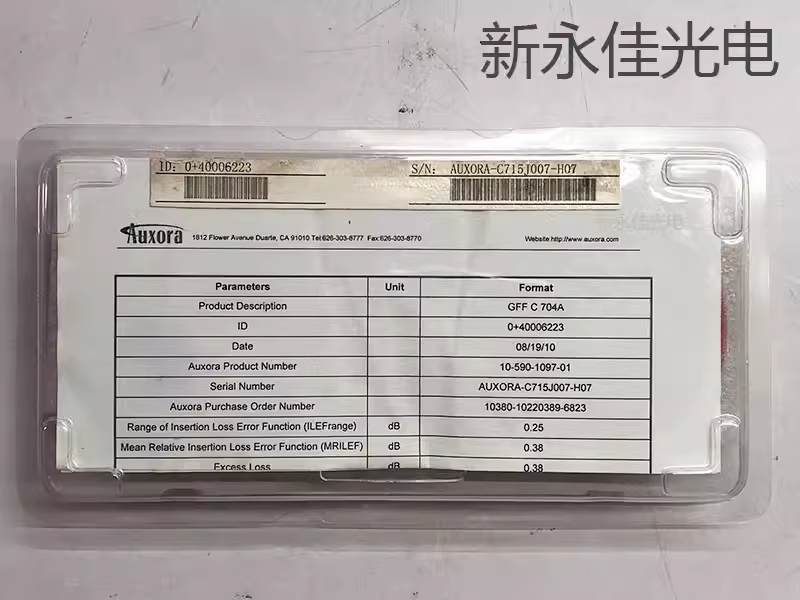 新永佳光电
ID: 0+40006223 S/N: AUXORA-C715J007-H07
永佳光电
Auxora 1812 Flower Avenue Duarte, CA 91010 Tel:626-303-8777 Fax:626-303-8770 Website:http://www.auxora.com
Parameters Unit Format
Product Description GFF C 704A
ID 0+40006223
Date 08/19/10
Auxora Product Number 10-590-1097-01
Serial Number AUXORA-C715J007-H07
Auxora Purchase Order Number 10380-10220389-6823
Range of Insertion Loss Error Function (ILEFrange) dB 0.25
Mean Relative Insertion Loss Error Function (MRILEF) dB 0.38
Excess Loss dB 0.38